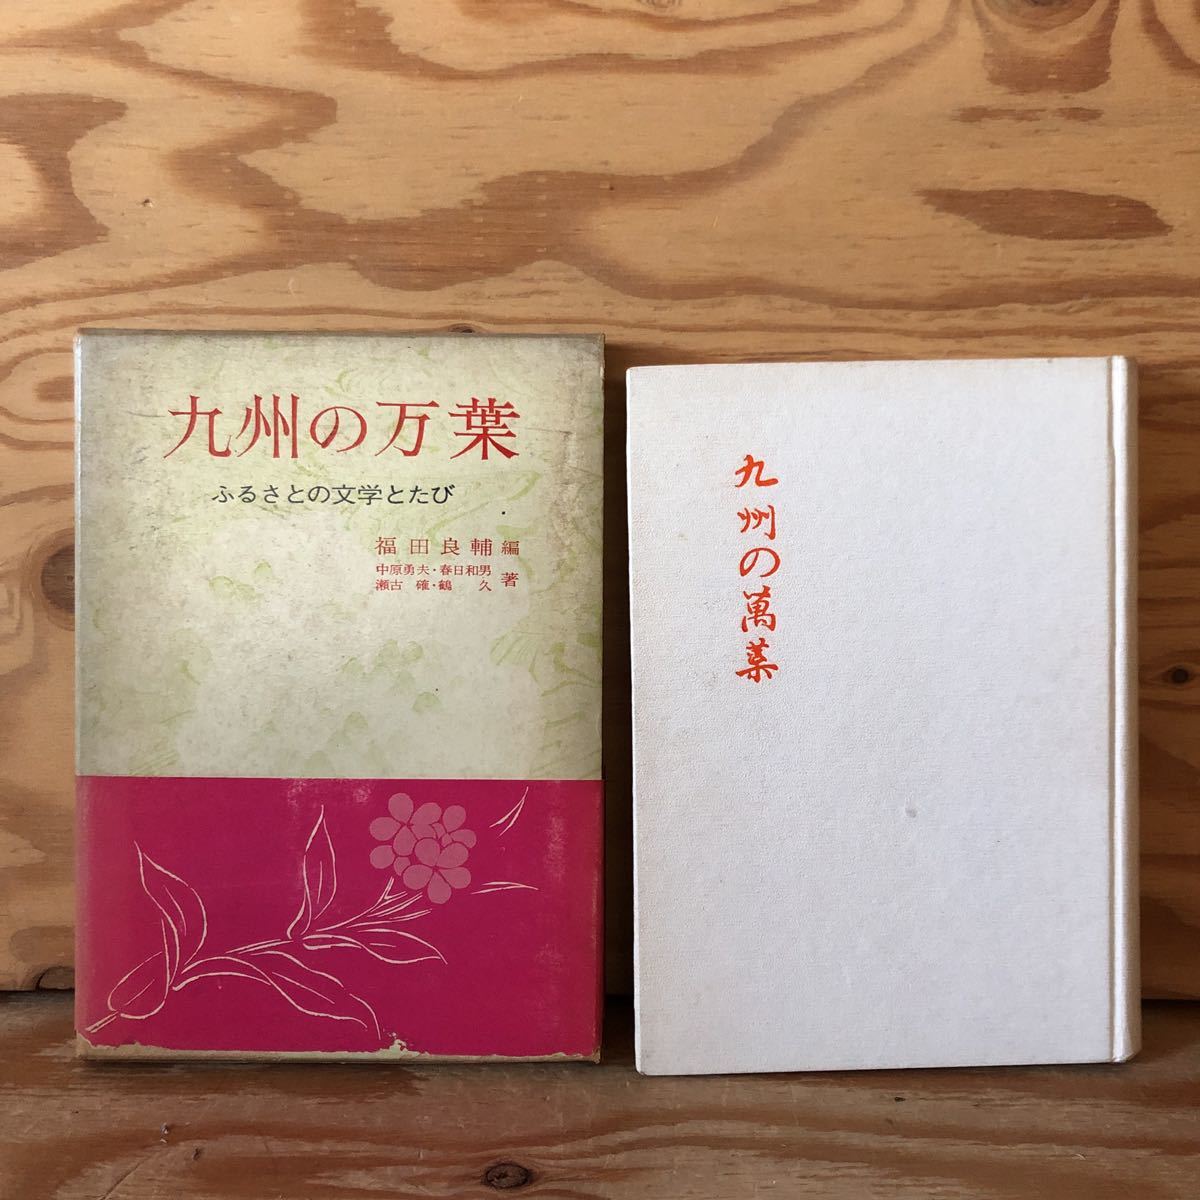 九州の万葉
ふるさとの文学とたび
福田良輔編
中原勇夫・春日和男
瀬古 確・鶴 久 著
九州の萬葉